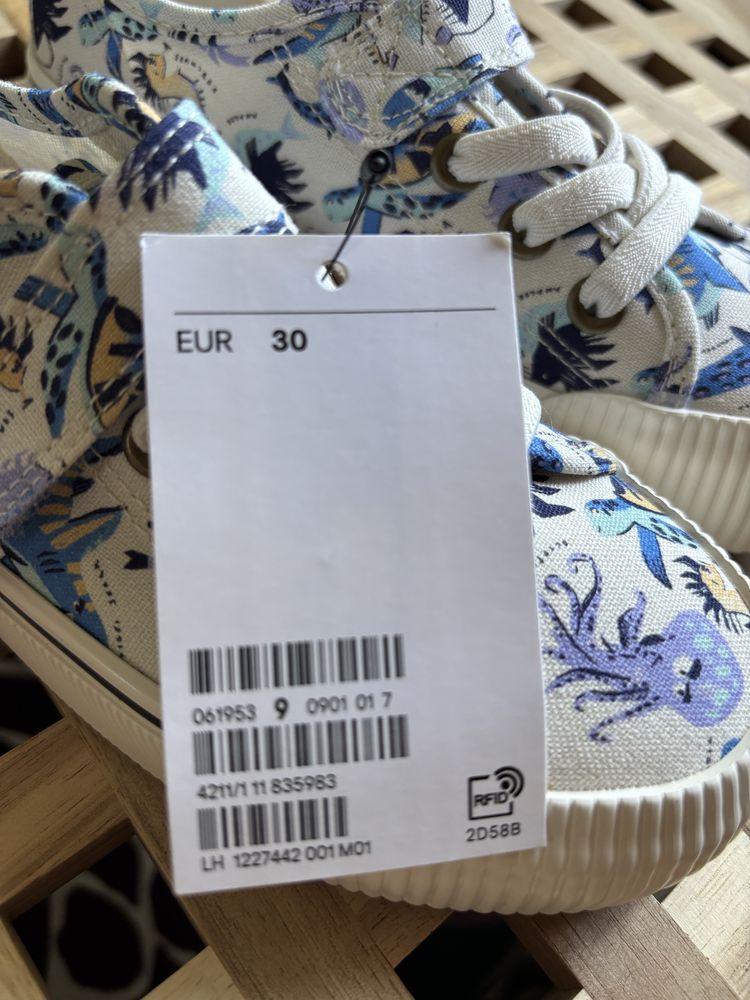 EUR 30
061953 9 0901 01 7
4211/1 11 835983
RFID
2D58B
LH 1227442 001 M01